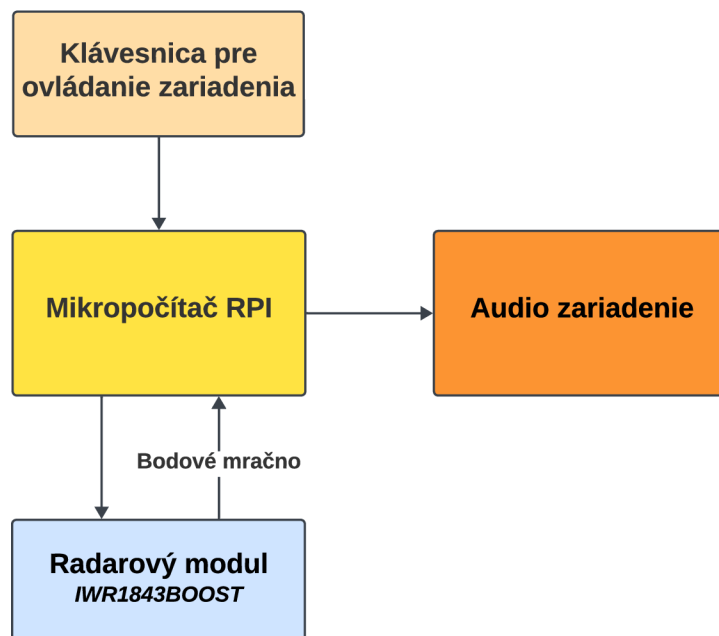 Klávesnica pre
ovládanie zariadenia
Mikropočítač RPI
Audio zariadenie
Bodové mračno
Radarový modul
IWR1843BOOST